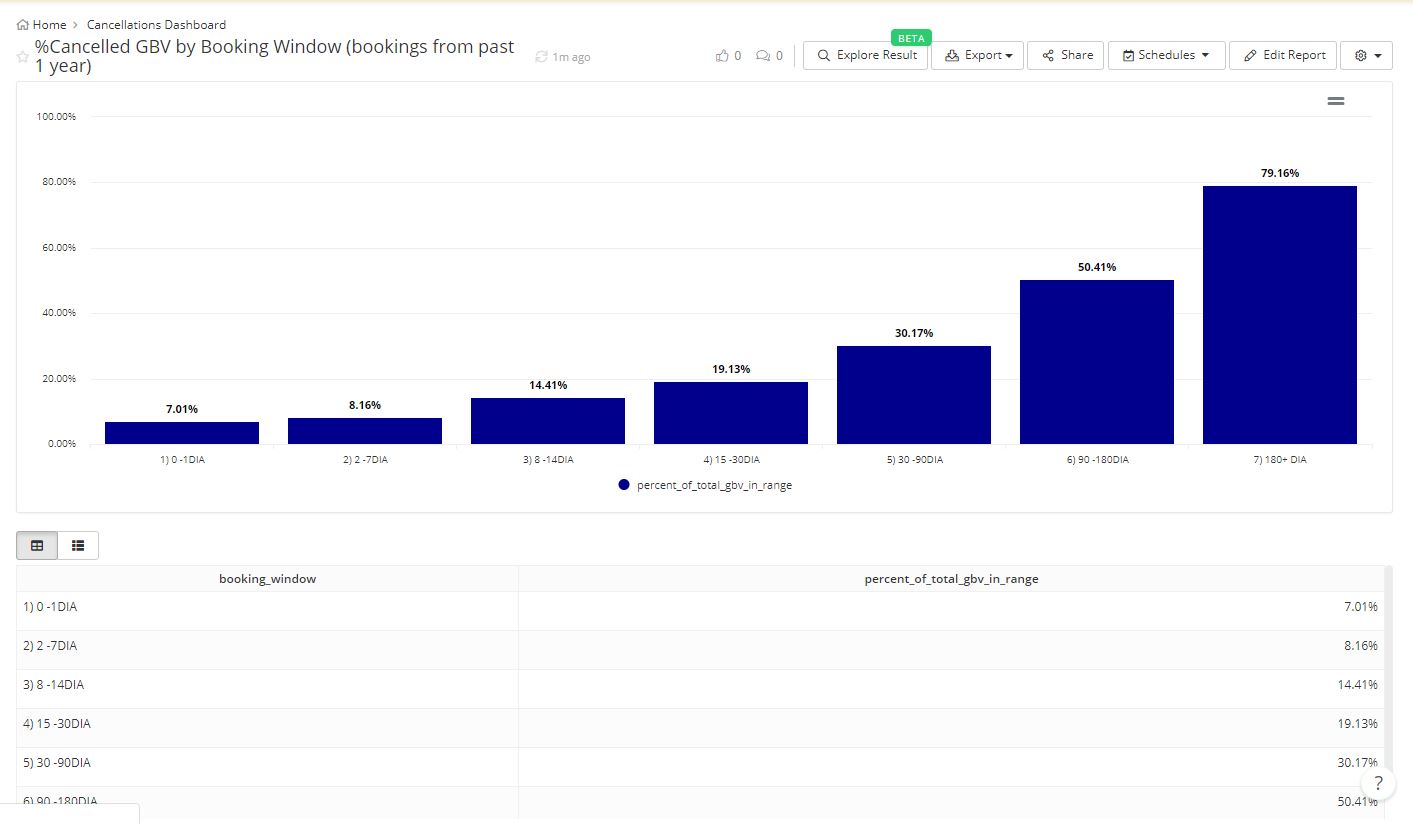 Home > Cancellations Dashboard
%Cancelled GBV by Booking Window (bookings from past
1 year)
1m ago
0 0
BETA
Explore Result Export Share Schedules Edit Report
100.00%
80.00%
60.00%
40.00%
20.00%
0.00%
7.01%
8.16%
14.41%
19.13%
30.17%
50.41%
79.16%
1) 0 -1DIA 2) 2 -7DIA 3) 8 -14DIA 4) 15 -30DIA 5) 30 -90DIA 6) 90 -180DIA 7) 180+ DIA
percent_of_total_gbv_in_range
booking_window percent_of_total_gbv_in_range
1) 0 -1DIA 7.01%
2) 2 -7DIA 8.16%
3) 8 -14DIA 14.41%
4) 15 -30DIA 19.13%
5) 30 -90DIA 30.17%
?
6) 90 -180DIA 50.41%